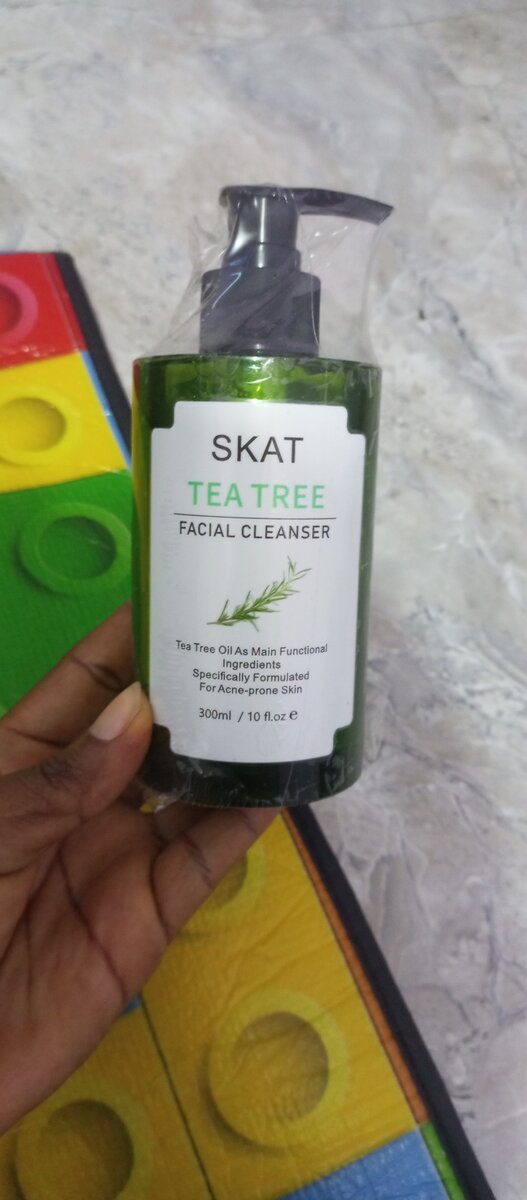 SKAT
TEA TREE
FACIAL CLEANSER
Tea Tree Oil As Main Functional
Ingredients
Specifically Formulated
For Acne-prone Skin
300ml / 10 fl.oz ℮